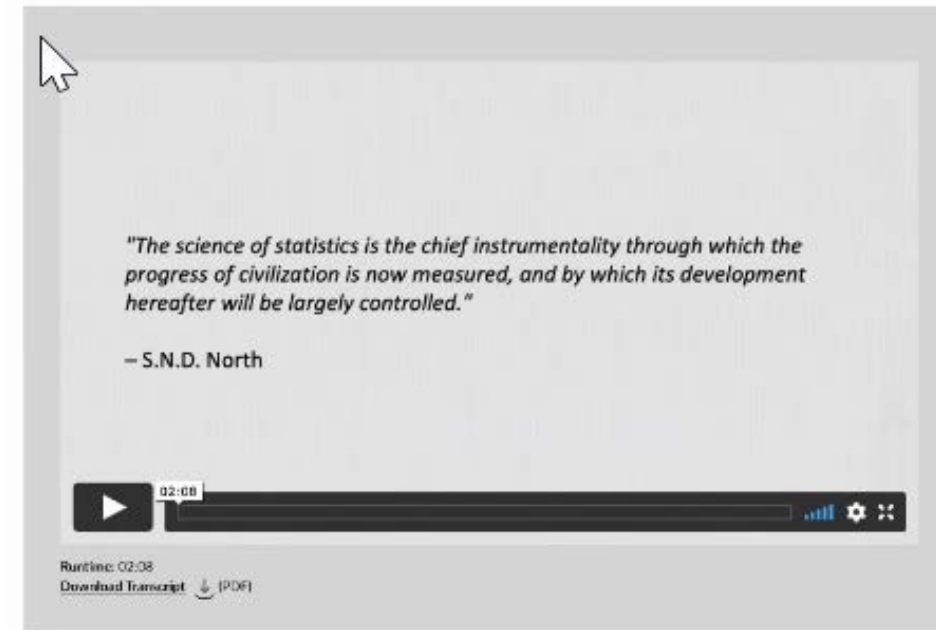 "The science of statistics is the chief instrumentality through which the
progress of civilization is now measured, and by which its development
hereafter will be largely controlled."
– S.N.D. North
02:08
Runtime: 02:08
Download Transcript (PDF)